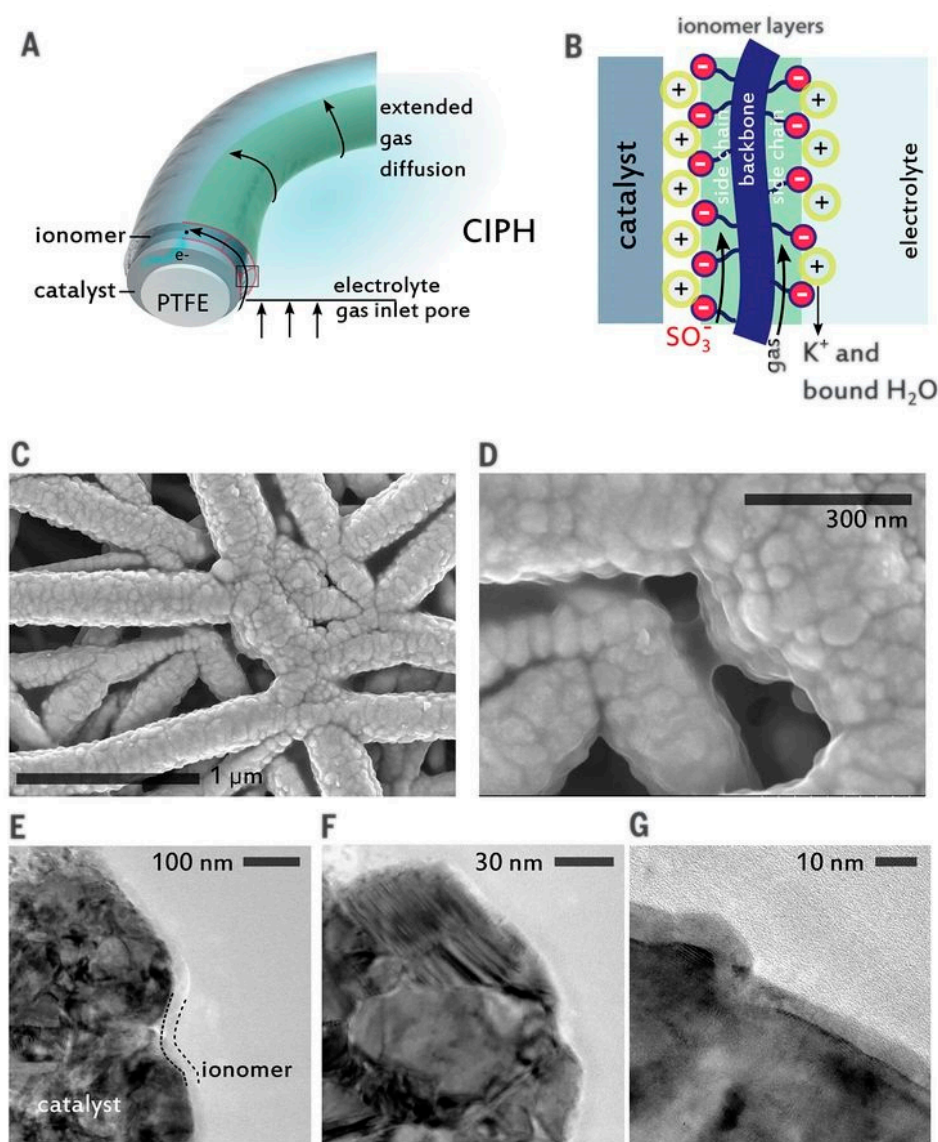 A
extended
gas
diffusion
CIPH
ionomer
e-
catalyst
PTFE
electrolyte
gas inlet pore
B
ionomer layers
catalyst
side chain
backbone
side chain
electrolyte
SO₃⁻
gas
K⁺ and
bound H₂O
C
1 µm
D
300 nm
E
100 nm
ionomer
catalyst
F
30 nm
G
10 nm